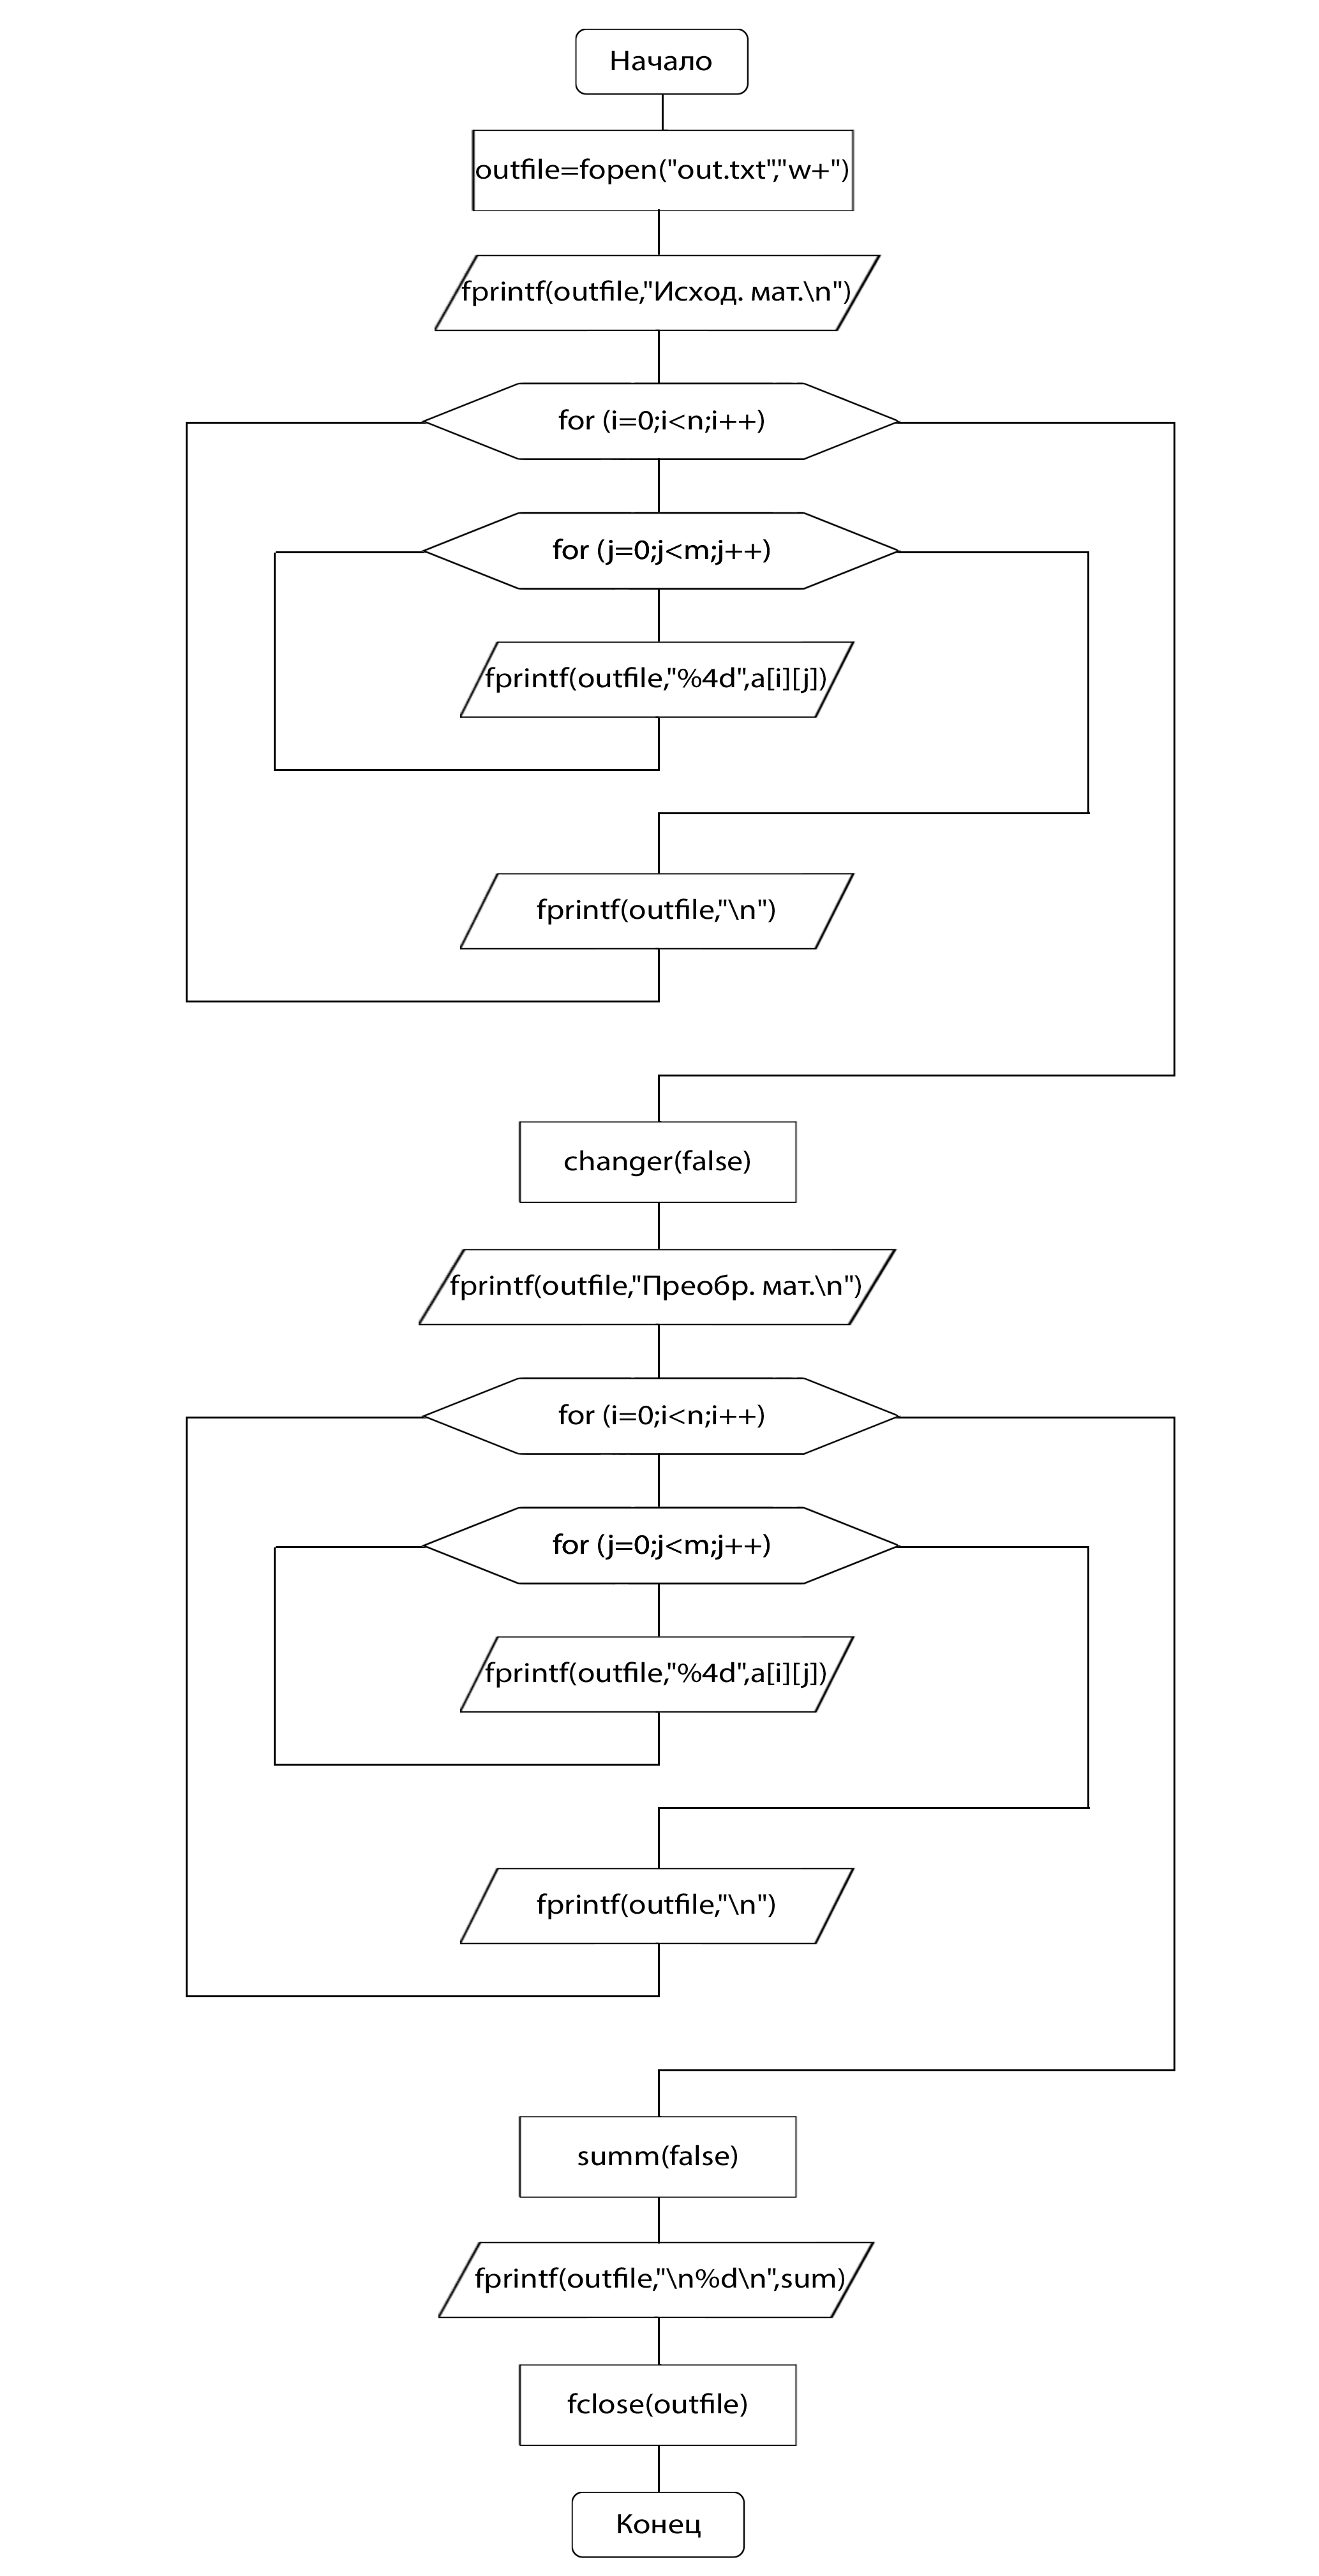 Начало
outfile=fopen("out.txt","w+")
fprintf(outfile,"Исход. мат.\n")
for (i=0;i<n;i++)
for (j=0;j<m;j++)
fprintf(outfile,"%4d",a[i][j])
fprintf(outfile,"\n")
changer(false)
fprintf(outfile,"Преобр. мат.\n")
for (i=0;i<n;i++)
for (j=0;j<m;j++)
fprintf(outfile,"%4d",a[i][j])
fprintf(outfile,"\n")
summ(false)
fprintf(outfile,"\n%d\n",sum)
fclose(outfile)
Конец